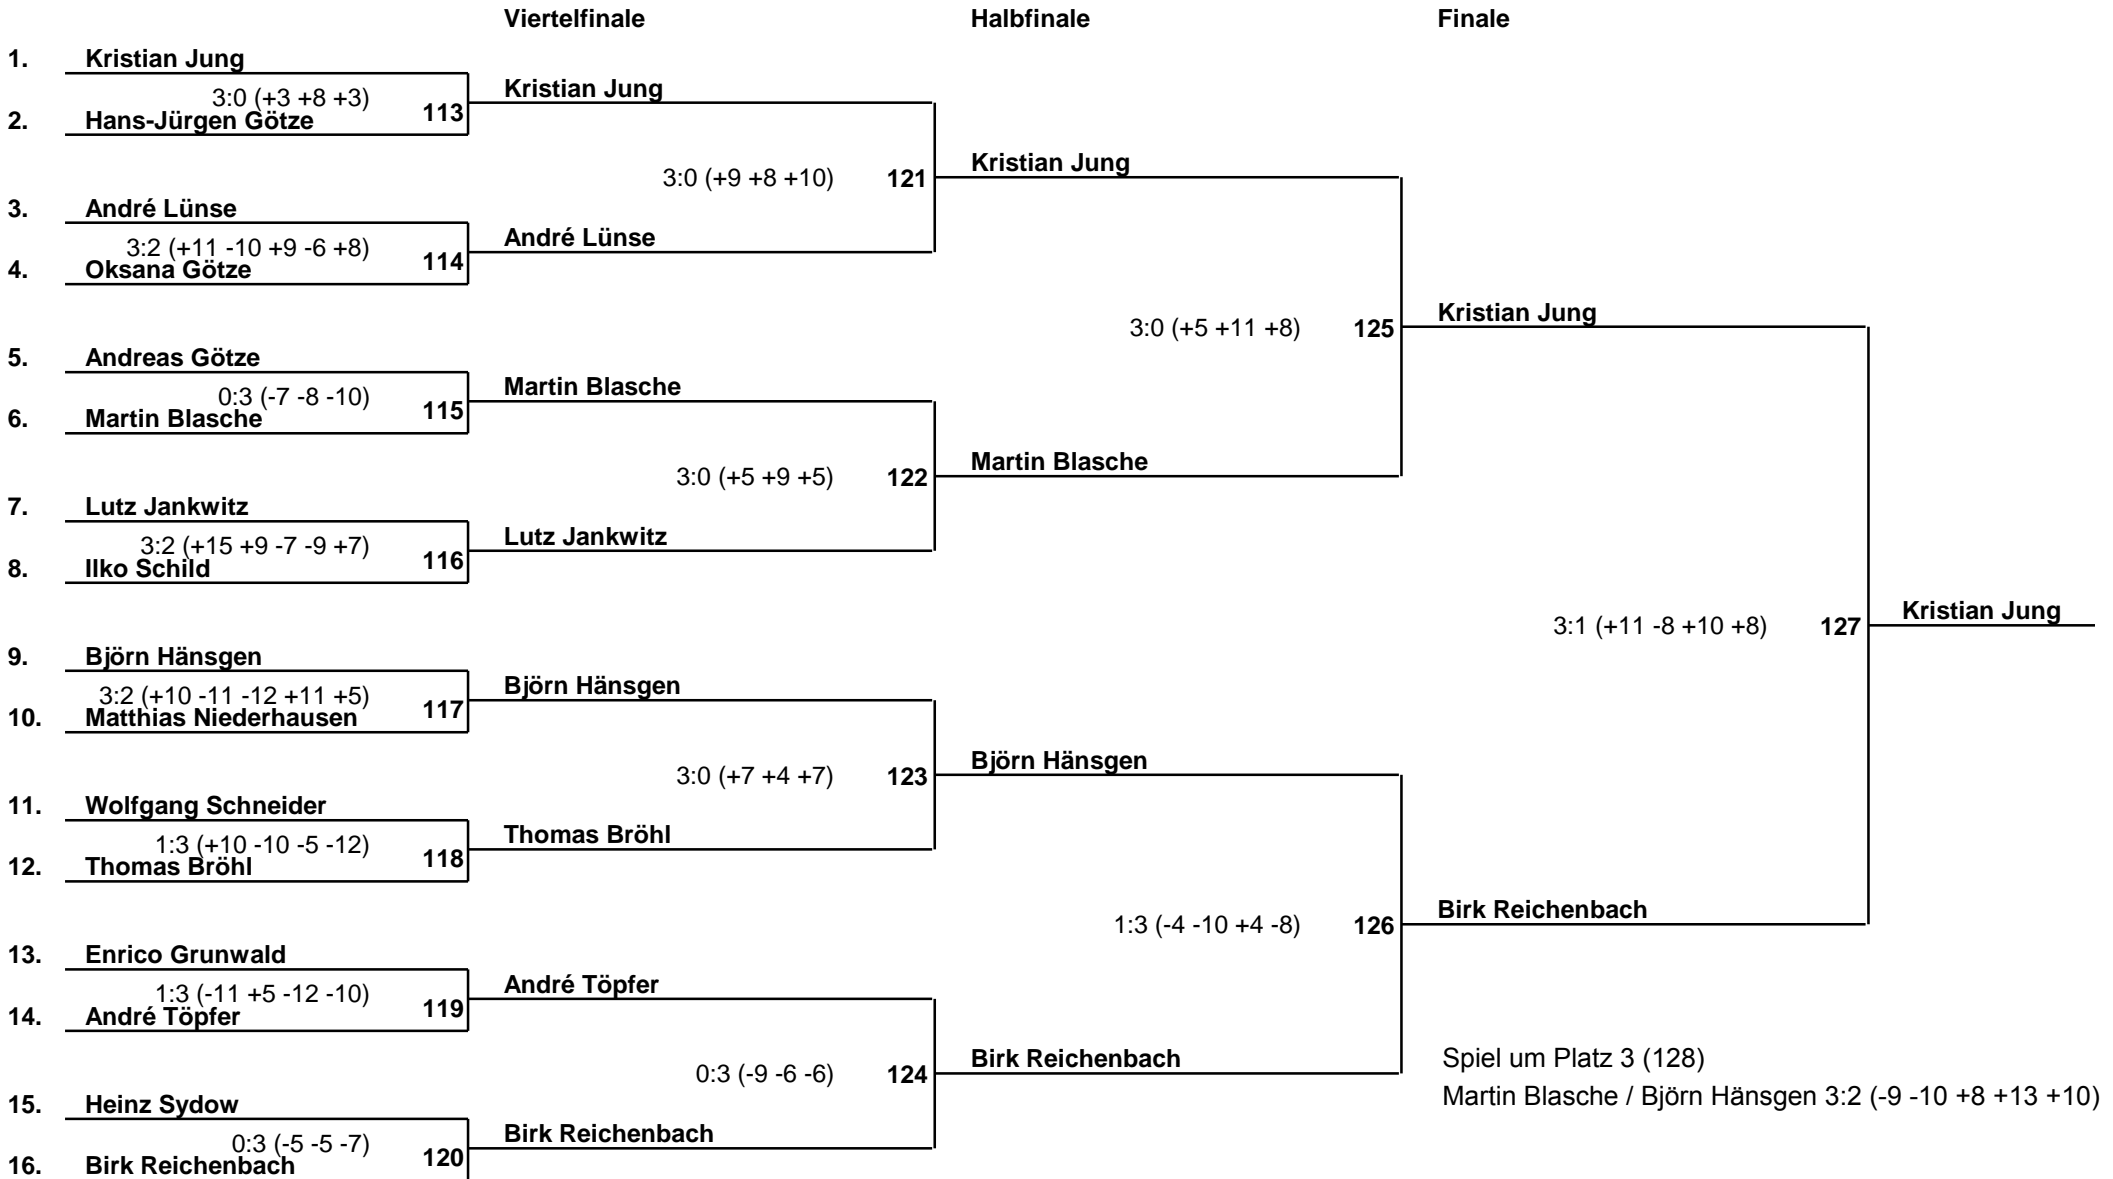 Viertelfinale Halbfinale Finale
1. Kristian Jung
3:0 (+3 +8 +3)
2. Hans-Jürgen Götze
113
Kristian Jung
3:0 (+9 +8 +10) 121
Kristian Jung
3. André Lünse
3:2 (+11 -10 +9 -6 +8)
4. Oksana Götze
114
André Lünse
3:0 (+5 +11 +8) 125
Kristian Jung
5. Andreas Götze
0:3 (-7 -8 -10)
6. Martin Blasche
115
Martin Blasche
3:0 (+5 +9 +5) 122
Martin Blasche
7. Lutz Jankwitz
3:2 (+15 +9 -7 -9 +7)
8. Ilko Schild
116
Lutz Jankwitz
3:1 (+11 -8 +10 +8) 127
Kristian Jung
9. Björn Hänsgen
3:2 (+10 -11 -12 +11 +5)
10. Matthias Niederhausen
117
Björn Hänsgen
3:0 (+7 +4 +7) 123
Björn Hänsgen
11. Wolfgang Schneider
1:3 (+10 -10 -5 -12)
12. Thomas Bröhl
118
Thomas Bröhl
1:3 (-4 -10 +4 -8) 126
Birk Reichenbach
13. Enrico Grunwald
1:3 (-11 +5 -12 -10)
14. André Töpfer
119
André Töpfer
0:3 (-9 -6 -6) 124
Birk Reichenbach
15. Heinz Sydow
0:3 (-5 -5 -7)
16. Birk Reichenbach
120
Birk Reichenbach
Spiel um Platz 3 (128)
Martin Blasche / Björn Hänsgen 3:2 (-9 -10 +8 +13 +10)